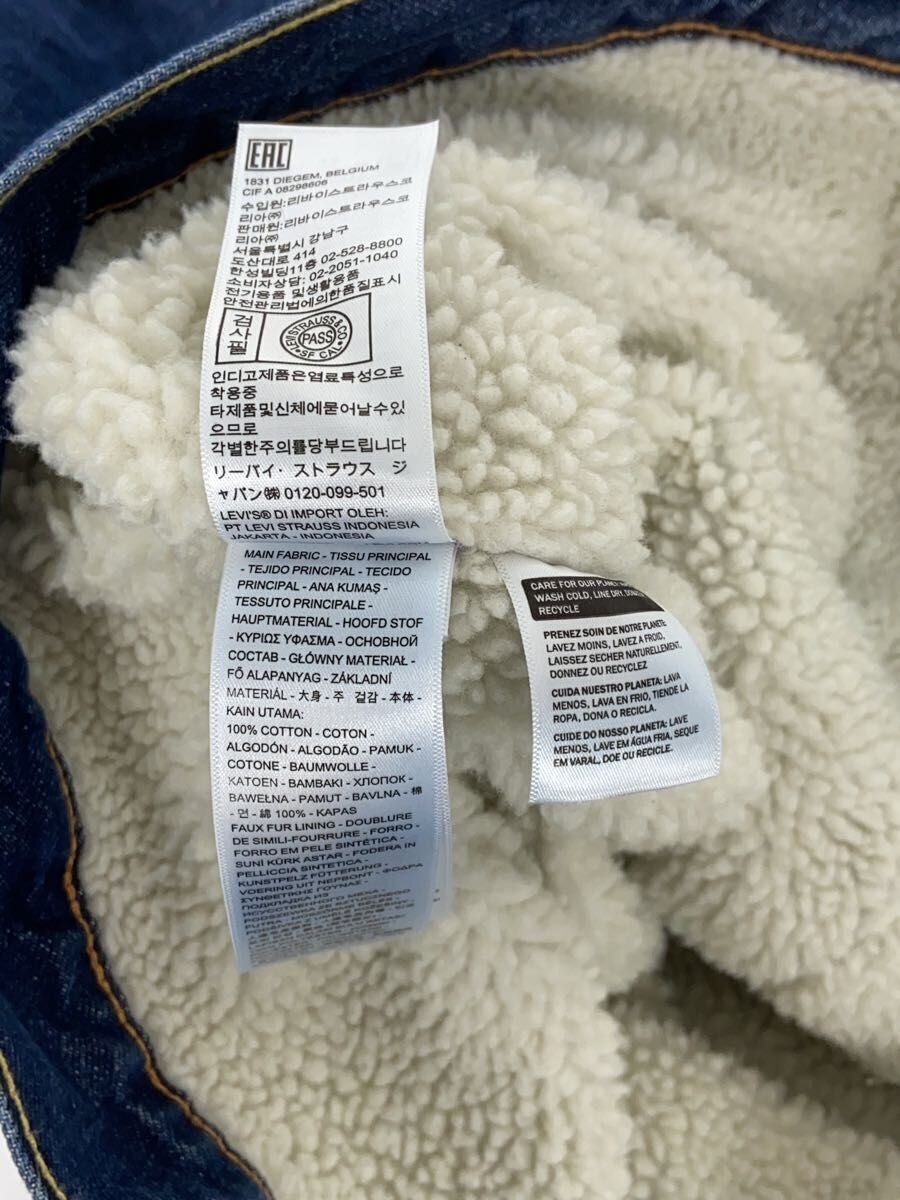 EAC
1831 DIEGEM, BELGIUM
CIF A 08298606
수입원:리바이스트라우스코
리아㈜
판매원:리바이스트라우스코
리아㈜
서울특별시 강남구
도산대로 414
한성빌딩11층 02-528-8800
소비자상담: 02-2051-1040
전기용품 및생활용품
안전관리법에의한품질표시
검사필
LEVI STRAUSS & CO
PASS
SF CAL
인디고제품은염료특성으로
착용중
타제품및신체에묻어날수있
으므로
각별한주의를당부드립니다
リーバイ・ストラウス ジ
ャパン㈱ 0120-099-501
LEVI'S® DI IMPORT OLEH:
PT LEVI STRAUSS INDONESIA
JAKARTA - INDONESIA
MAIN FABRIC - TISSU PRINCIPAL
- TEJIDO PRINCIPAL - TECIDO
PRINCIPAL - ANA KUMAŞ -
TESSUTO PRINCIPALE -
HAUPTMATERIAL - HOOFD STOF
- ΚΥΡΙΩΣ ΥΦΑΣΜΑ - ОСНОВНОЙ
СОСТАВ - GŁÓWNY MATERIAŁ -
FŐ ALAPANYAG - ZÁKLADNÍ
MATERIÁL - 大身 - 주 겉감 - 本体 -
KAIN UTAMA:
100% COTTON - COTON -
ALGODÓN - ALGODÃO - PAMUK -
COTONE - BAUMWOLLE -
KATOEN - ΒΑΜΒΑΚΙ - ХЛОПОК -
BAWEŁNA - PAMUT - BAVLNA - 棉
- 면 - 綿 100% - KAPAS
FAUX FUR LINING - DOUBLURE
DE SIMILI-FOURRURE - FORRO -
FORRO EM PELE SINTÉTICA -
SUNİ KÜRK ASTAR - FODERA IN
PELLICCIA SINTETICA -
KUNSTPELZ FÜTTERUNG -
VOERING UIT NEPBONT - ΦΟΔΡΑ
ΣΥΝΘΕΤΙΚΗΣ ΓΟΥΝΑΣ -
ПОДКЛАДКА ИЗ
ИСКУССТВЕННОГО МЕХА -
CARE FOR OUR PLANET
WASH COLD, LINE DRY,
RECYCLE
PRENEZ SOIN DE NOTRE PLANETE
LAVEZ MOINS, LAVEZ A FROID,
LAISSEZ SECHER NATURELLEMENT,
DONNEZ OU RECYCLEZ
CUIDA NUESTRO PLANETA: LAVA
MENOS, LAVA EN FRIO, TIENDE LA
ROPA, DONA O RECICLA.
CUIDE DO NOSSO PLANETA: LAVE
MENOS, LAVE EM ÁGUA FRIA, SEQUE
EM VARAL, DOE OU RECICLE.